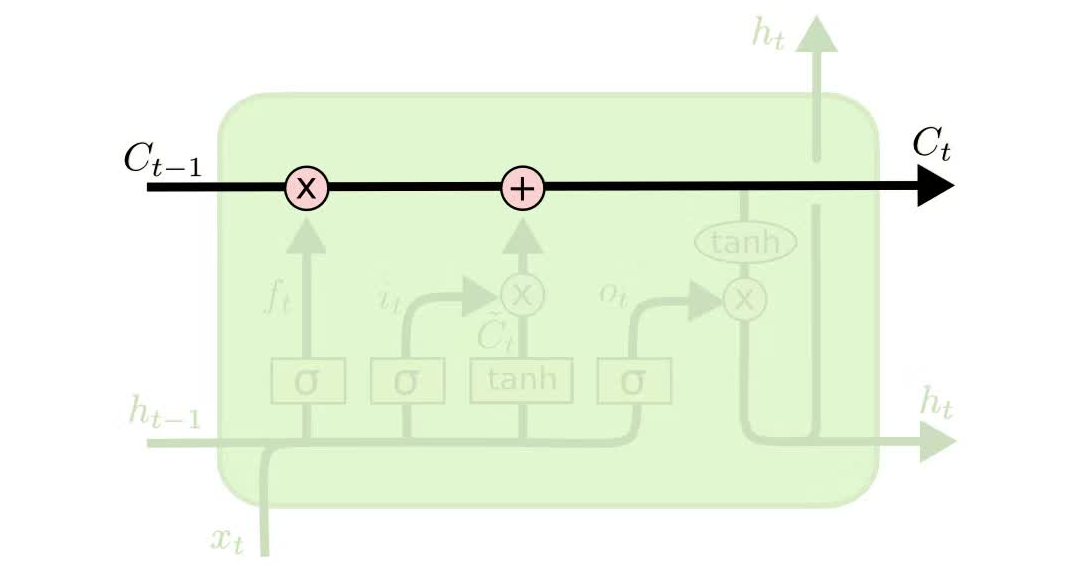 h_t
C_{t-1}
C_t
x
+
tanh
f_t
i_t
x
o_t
x
C̃_t
σ
σ
tanh
σ
h_{t-1}
h_t
x_t